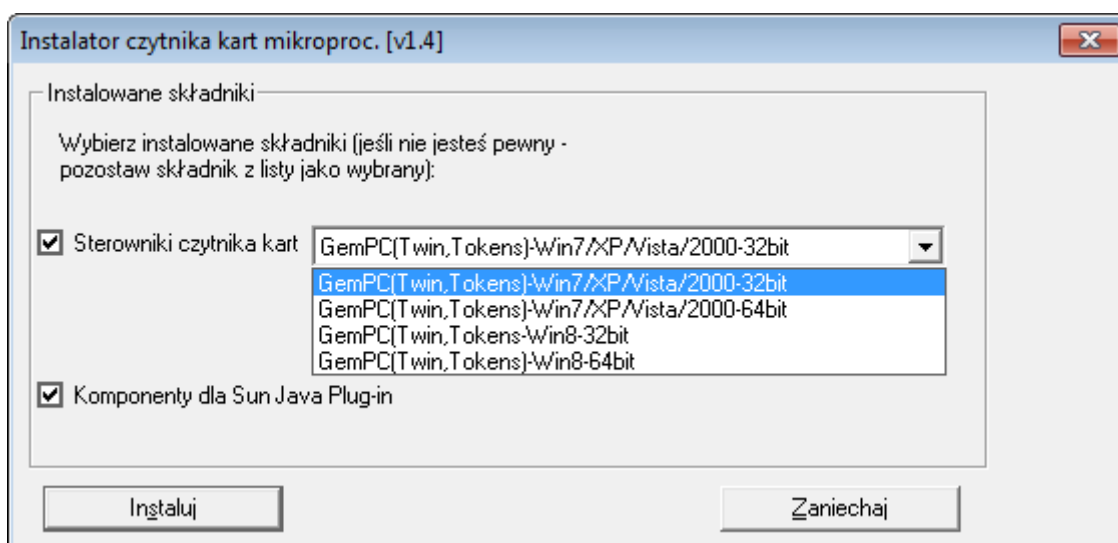 Instalator czytnika kart mikroproc. [v1.4]
Instalowane składniki
Wybierz instalowane składniki (jeśli nie jesteś pewny -
pozostaw składnik z listy jako wybrany):
Sterowniki czytnika kart GemPC(Twin,Tokens)-Win7/XP/Vista/2000-32bit
GemPC(Twin,Tokens)-Win7/XP/Vista/2000-32bit
GemPC(Twin,Tokens)-Win7/XP/Vista/2000-64bit
GemPC(Twin,Tokens-Win8-32bit
GemPC(Twin,Tokens)-Win8-64bit
Komponenty dla Sun Java Plug-in
Instaluj Zaniechaj